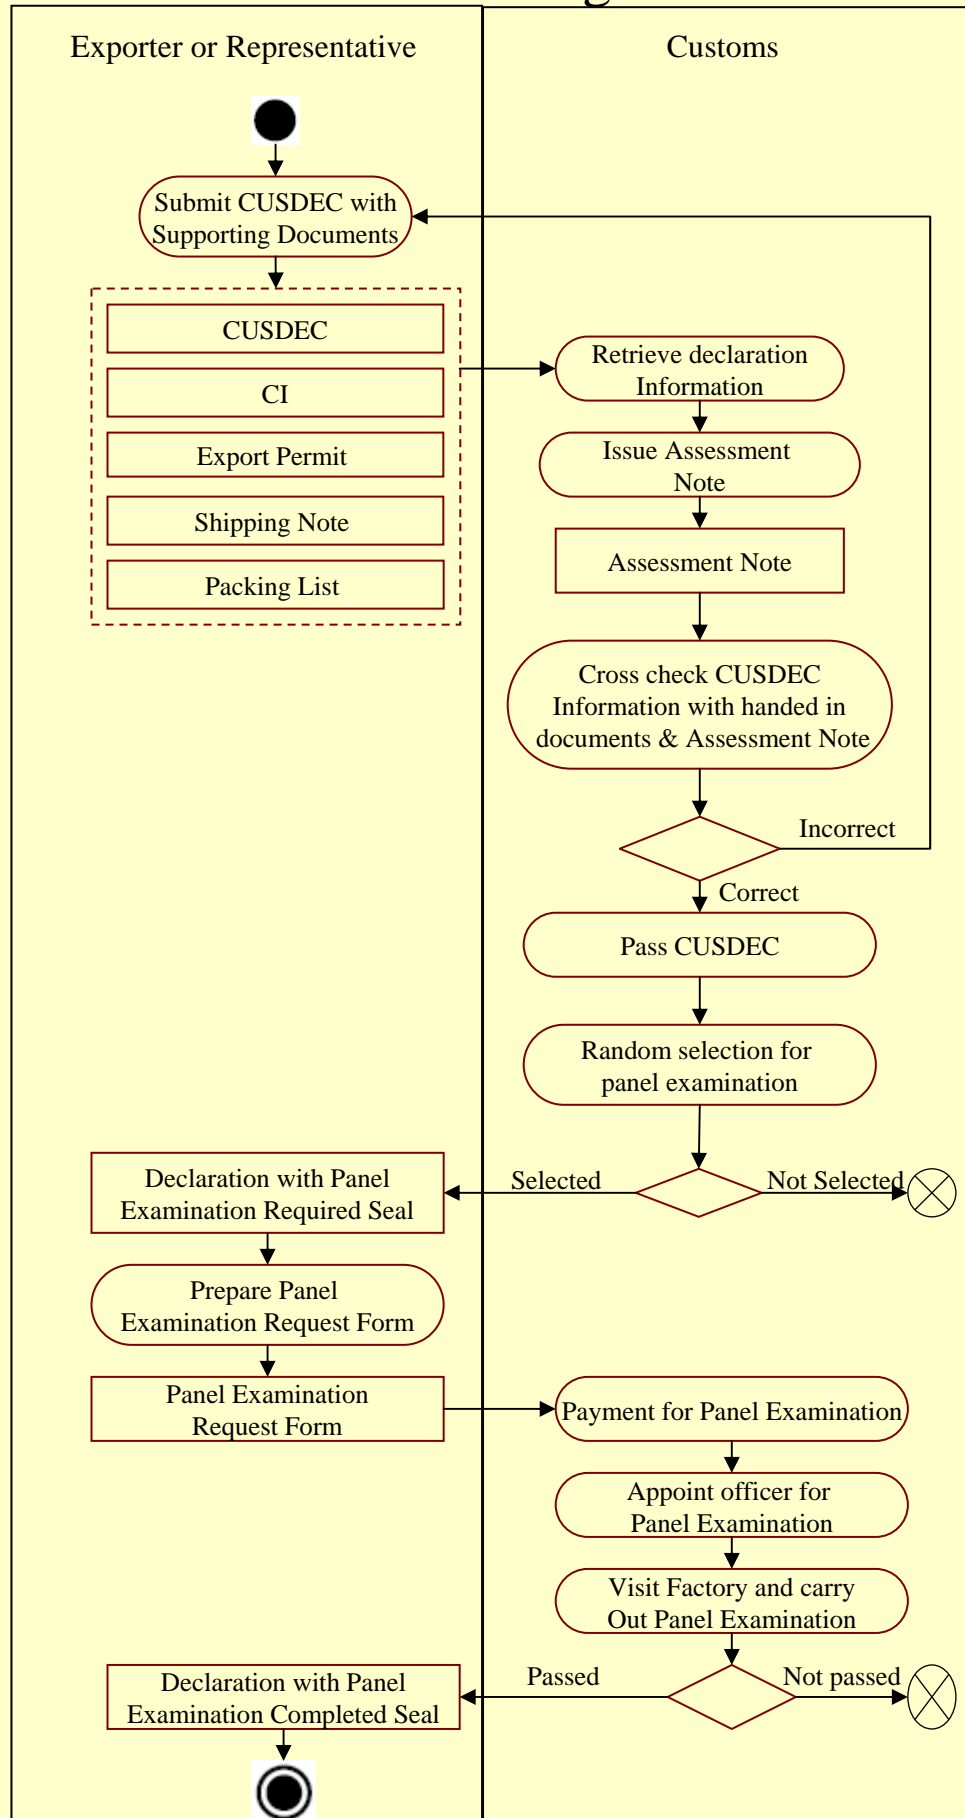 Exporter or Representative
Customs
Submit CUSDEC with
Supporting Documents
CUSDEC
CI
Export Permit
Shipping Note
Packing List
Retrieve declaration
Information
Issue Assessment
Note
Assessment Note
Cross check CUSDEC
Information with handed in
documents & Assessment Note
Incorrect
Correct
Pass CUSDEC
Random selection for
panel examination
Selected
Not Selected
Declaration with Panel
Examination Required Seal
Prepare Panel
Examination Request Form
Panel Examination
Request Form
Payment for Panel Examination
Appoint officer for
Panel Examination
Visit Factory and carry
Out Panel Examination
Passed
Not passed
Declaration with Panel
Examination Completed Seal